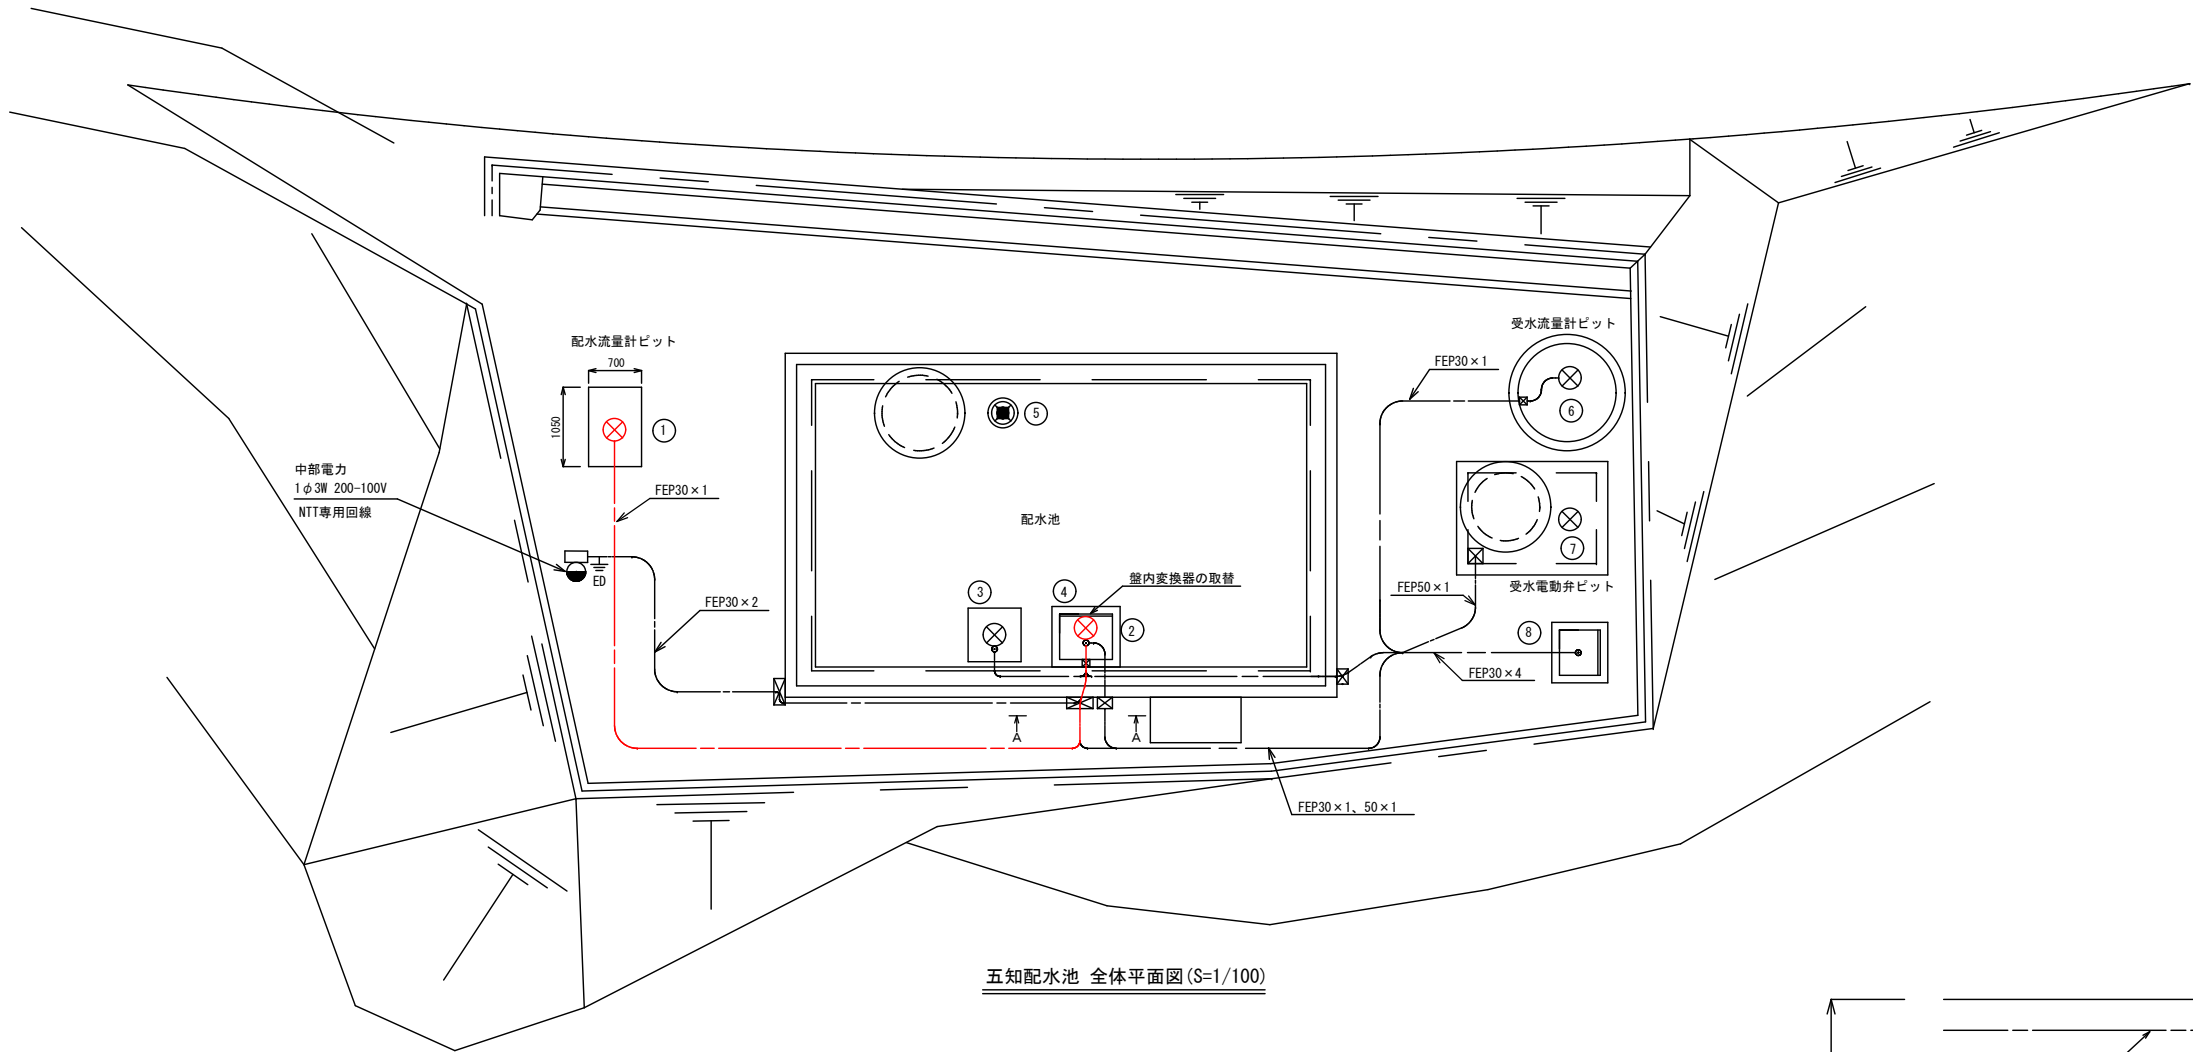 配水流量計ピット
700
1050
1
中部電力
1φ3W 200-100V
NTT専用回線
ED
FEP30×1
FEP30×2
5
配水池
3
4
盤内変換器の取替
2
A
A
受水流量計ピット
FEP30×1
6
7
FEP50×1
受水電動弁ピット
8
FEP30×4
FEP30×1、50×1
五知配水池 全体平面図(S=1/100)